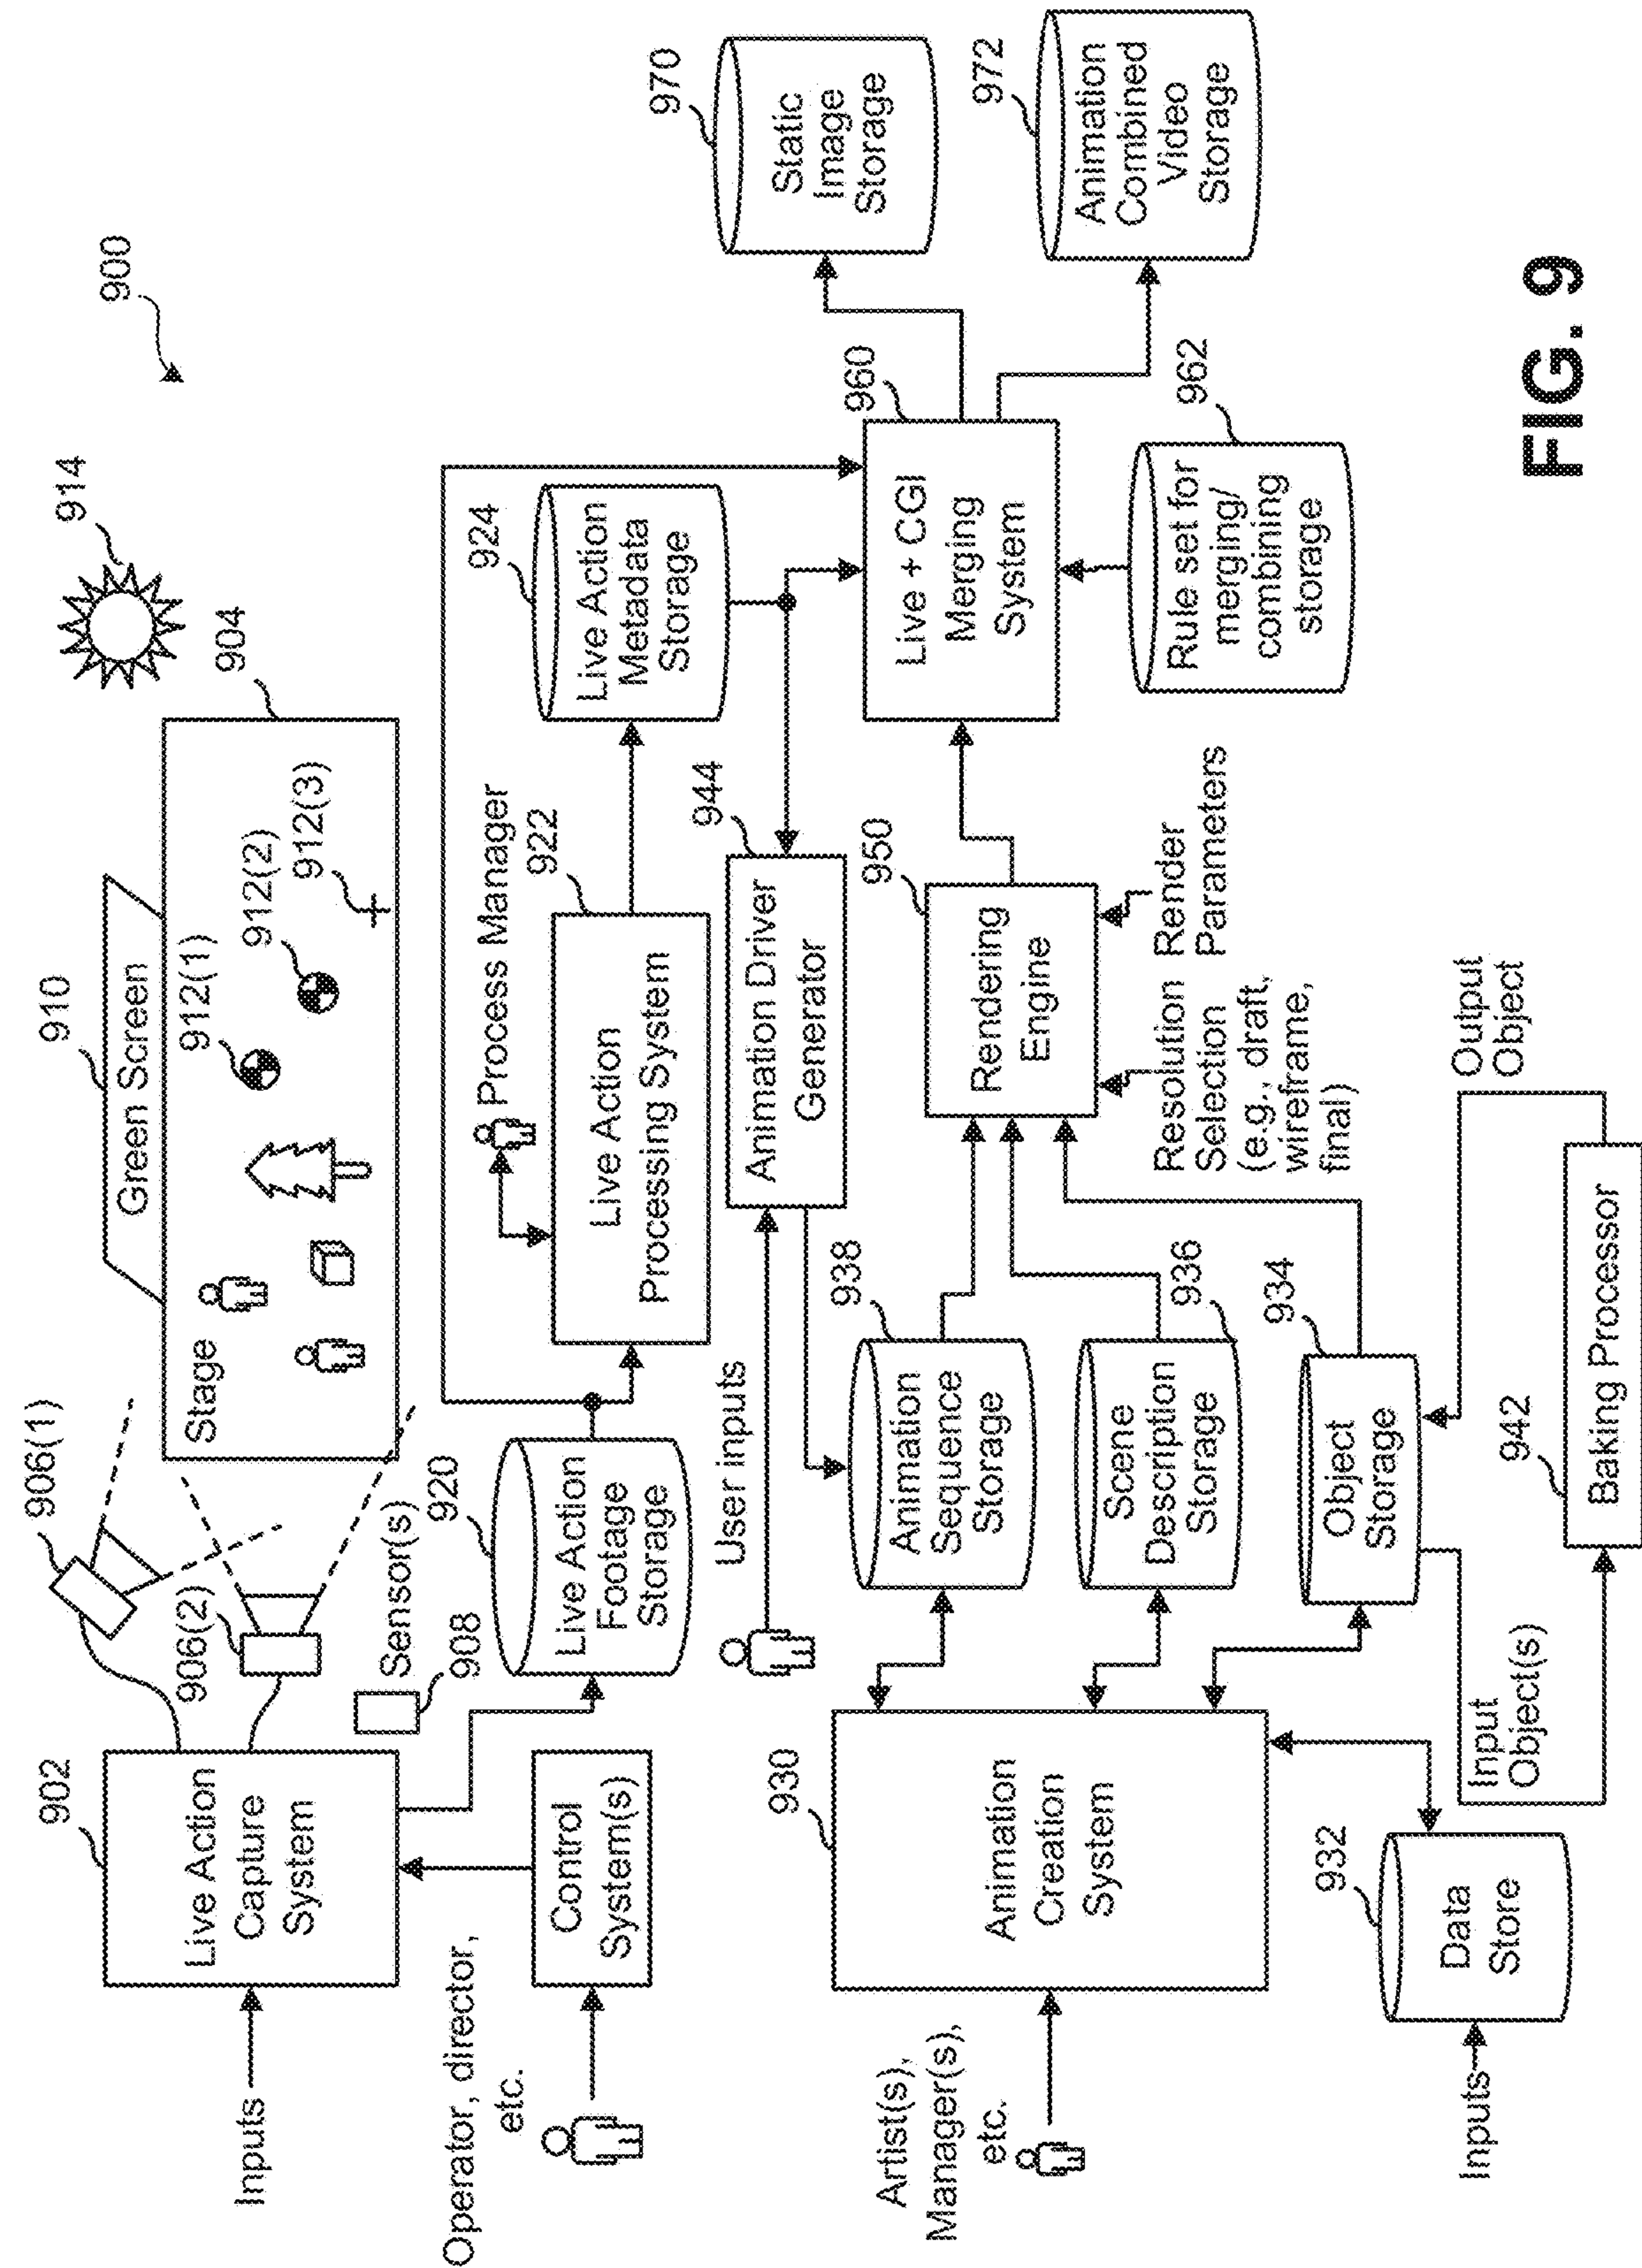 900
902
Live Action
Capture
System
Inputs
Operator, director,
etc.
Control
System(s)
906(1)
906(2)
Sensor(s)
908
910
Green Screen
Stage
904
912(1)
912(2)
912(3)
914
920
Live Action
Footage
Storage
Process Manager
922
Live Action
Processing System
924
Live Action
Metadata
Storage
User inputs
944
Animation Driver
Generator
930
Animation
Creation
System
Artist(s),
Manager(s),
etc.
938
Animation
Sequence
Storage
936
Scene
Description
Storage
934
Object
Storage
932
Data
Store
Inputs
Input
Object(s)
942
Baking Processor
Output
Object
950
Rendering
Engine
Resolution
Selection
(e.g., draft,
wireframe,
final)
Render
Parameters
960
Live + CGI
Merging
System
962
Rule set for
merging/
combining
storage
970
Static
Image
Storage
972
Animation
Combined
Video
Storage
FIG. 9